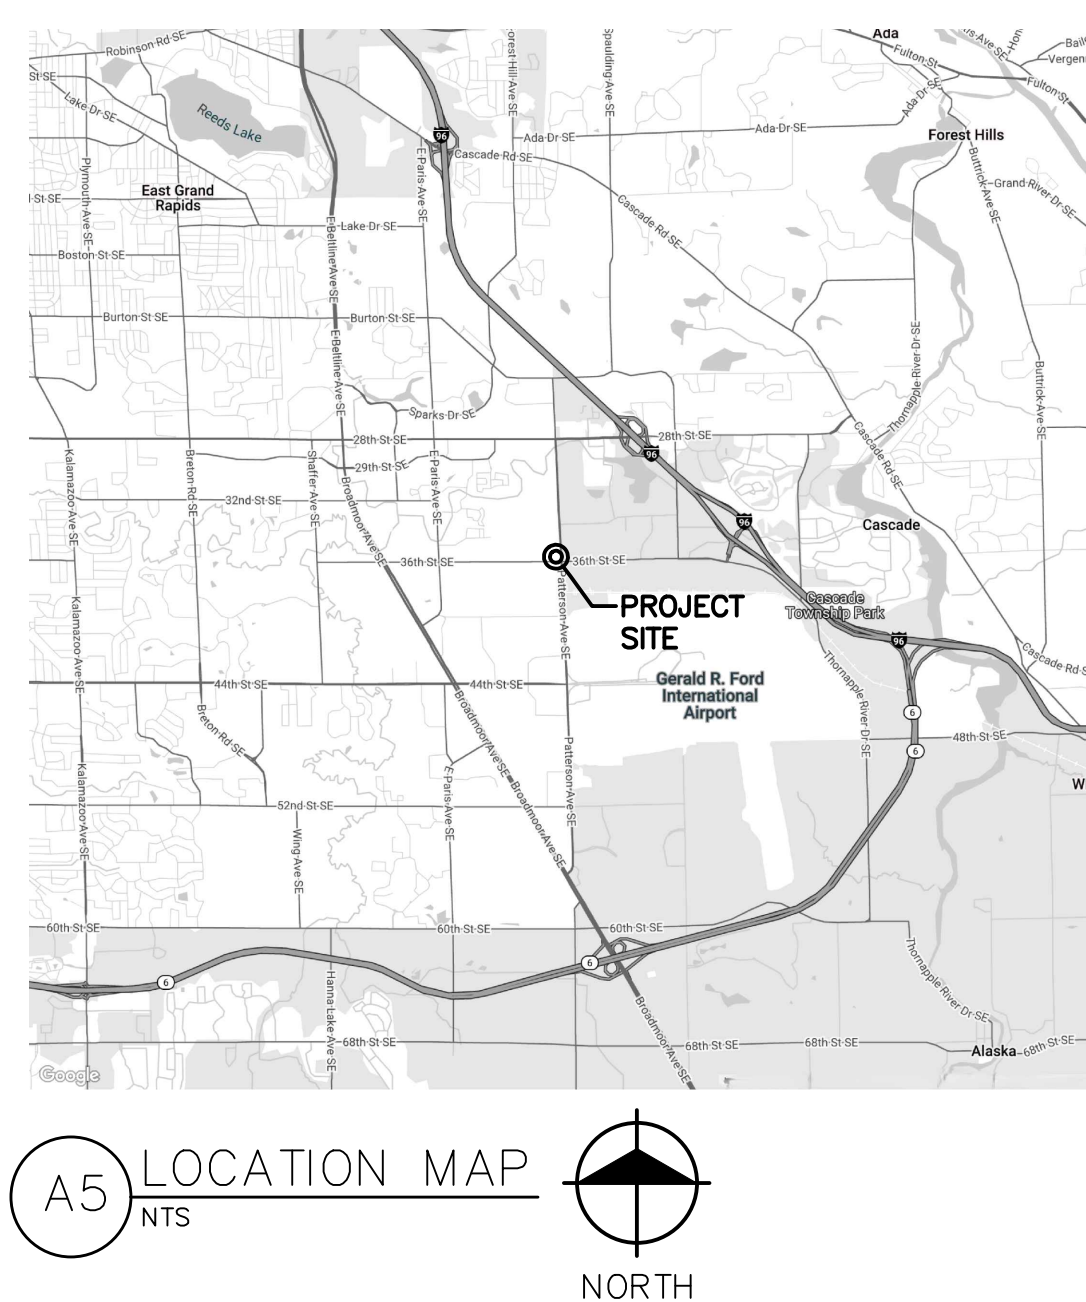 Ada
Robinson Rd SE
Fulton St
Fulton St
Ada Dr SE
St SE
Lake Dr SE
Reeds Lake
Forest Hill Ave SE
Spaulding Ave SE
96
Ada Dr SE
Ada Dr SE
Forest Hills
Cascade Rd SE
E Paris Ave SE
Plymouth Ave SE
East Grand
Rapids
St SE
Buttrick Ave SE
Grand River Dr SE
Cascade Rd SE
Lake Dr SE
E Beltline Ave SE
Boston St SE
Burton St SE
Burton St SE
E Beltline Ave SE
Thornapple River Dr SE
Buttrick Ave SE
Sparks Dr SE
28th St SE
28th St SE
96
Cascade Rd SE
29th St SE
Kalamazoo Ave SE
Breton Rd SE
Shaffer Ave SE
E Paris Ave SE
32nd St SE
Broadmoor Ave SE
96
Cascade
36th St SE
36th St SE
PROJECT
SITE
Patterson Ave SE
Cascade
Township Park
Kalamazoo Ave SE
96
Cascade Rd S
Thornapple River Dr SE
Gerald R. Ford
International
Airport
44th St SE
44th St SE
6
Breton Rd SE
Broadmoor Ave SE
48th St SE
6
Patterson Ave SE
Kalamazoo Ave SE
E Paris Ave SE
Broadmoor Ave SE
W
52nd St SE
Wing Ave SE
60th St SE
60th St SE
60th St SE
6
6
Hanna Lake Ave SE
Thornapple River Dr SE
Broadmoor Ave SE
68th St SE
68th St SE
68th St SE
Alaska
68th St SE
Google
A5
LOCATION MAP
NTS
NORTH